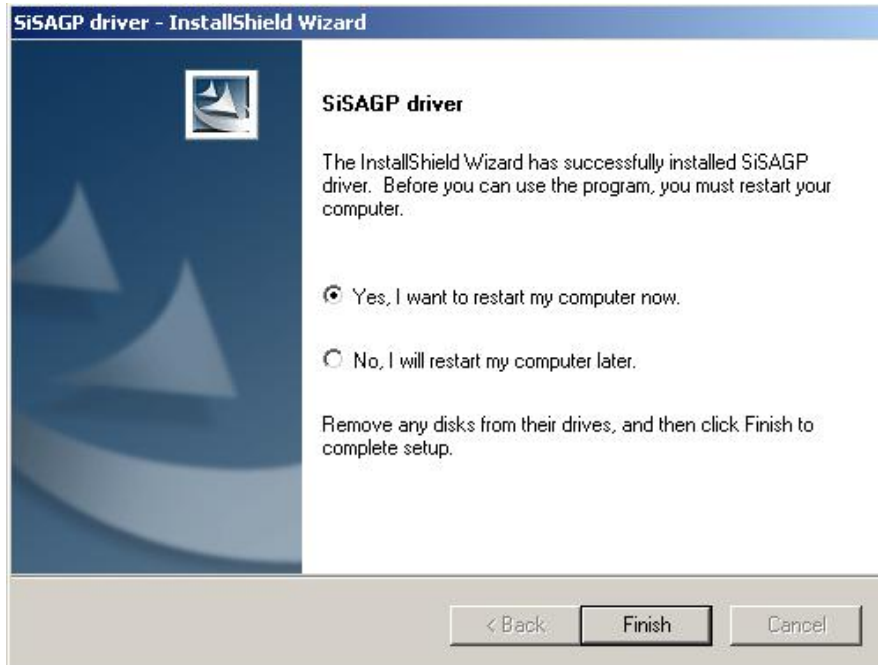 SiSAGP driver - InstallShield Wizard
SiSAGP driver
The InstallShield Wizard has successfully installed SiSAGP
driver. Before you can use the program, you must restart your
computer.
Yes, I want to restart my computer now.
No, I will restart my computer later.
Remove any disks from their drives, and then click Finish to
complete setup.
< Back Finish Cancel